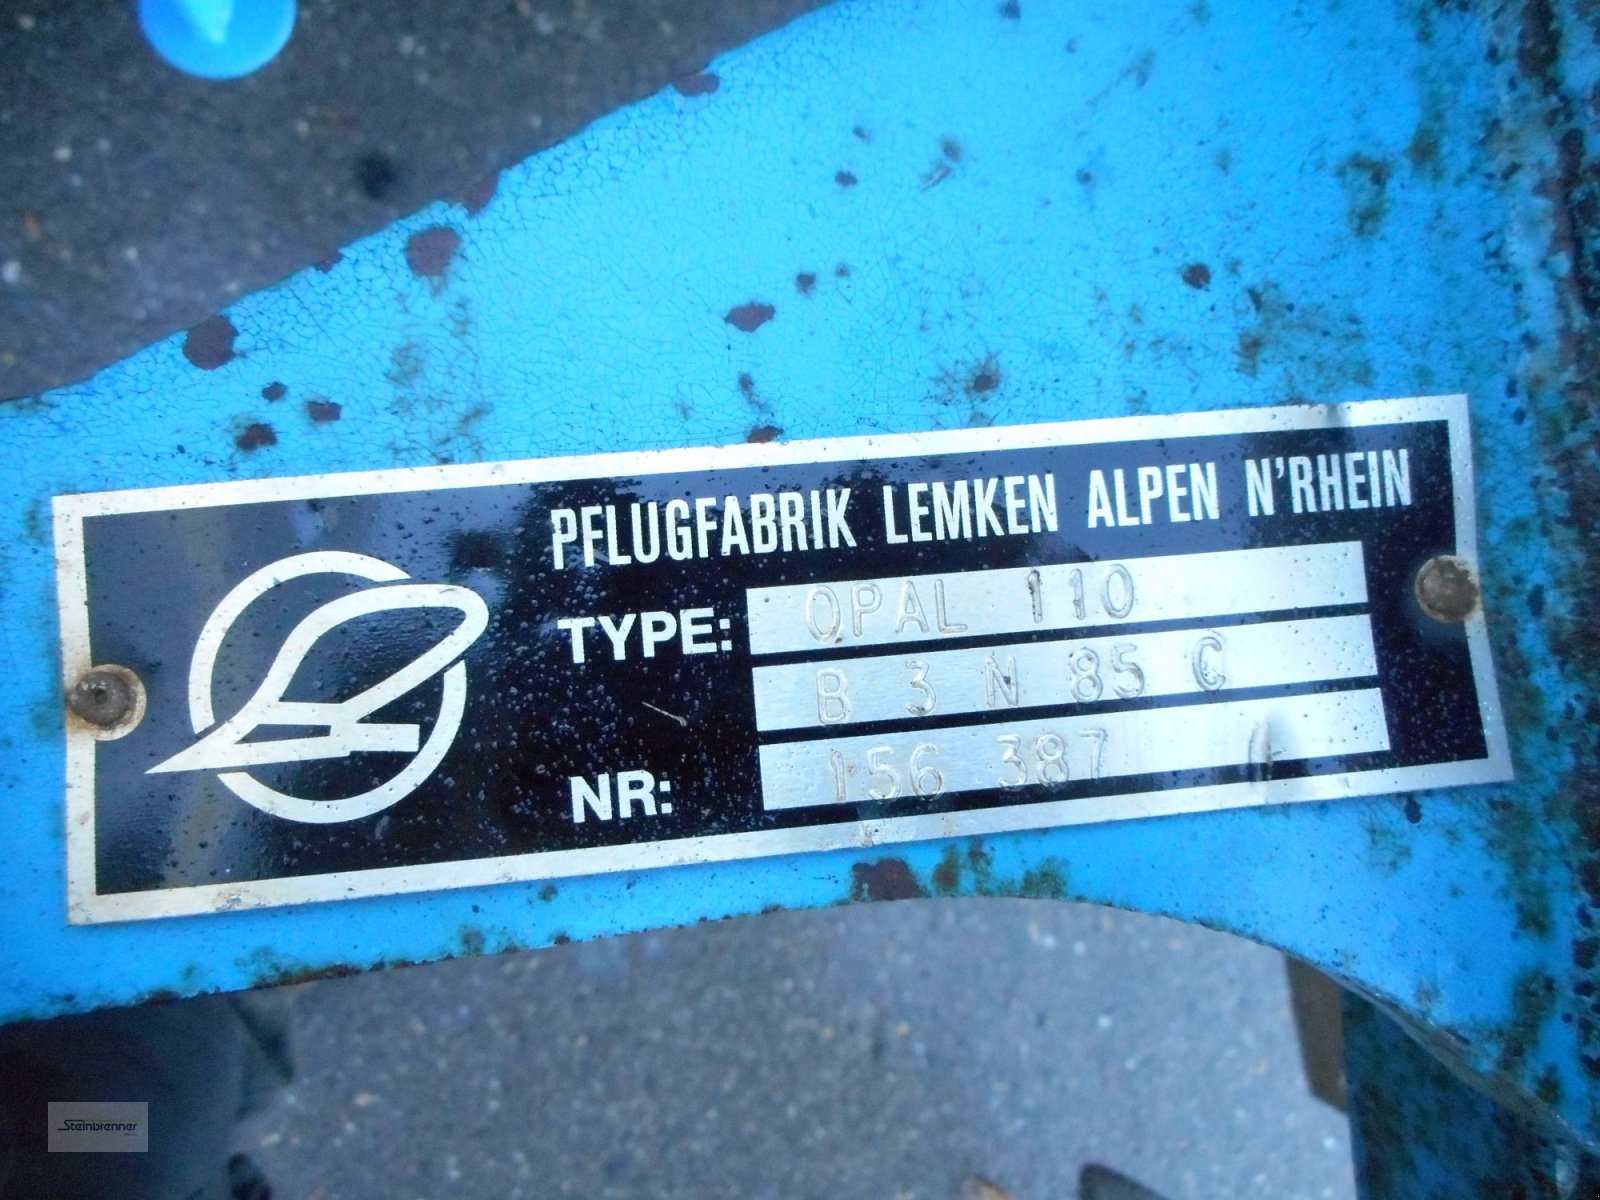 PFLUGFABRIK LEMKEN ALPEN N'RHEIN
TYPE: OPAL 110
B 3 N 85 C
NR: 156 387
Steinbrenner